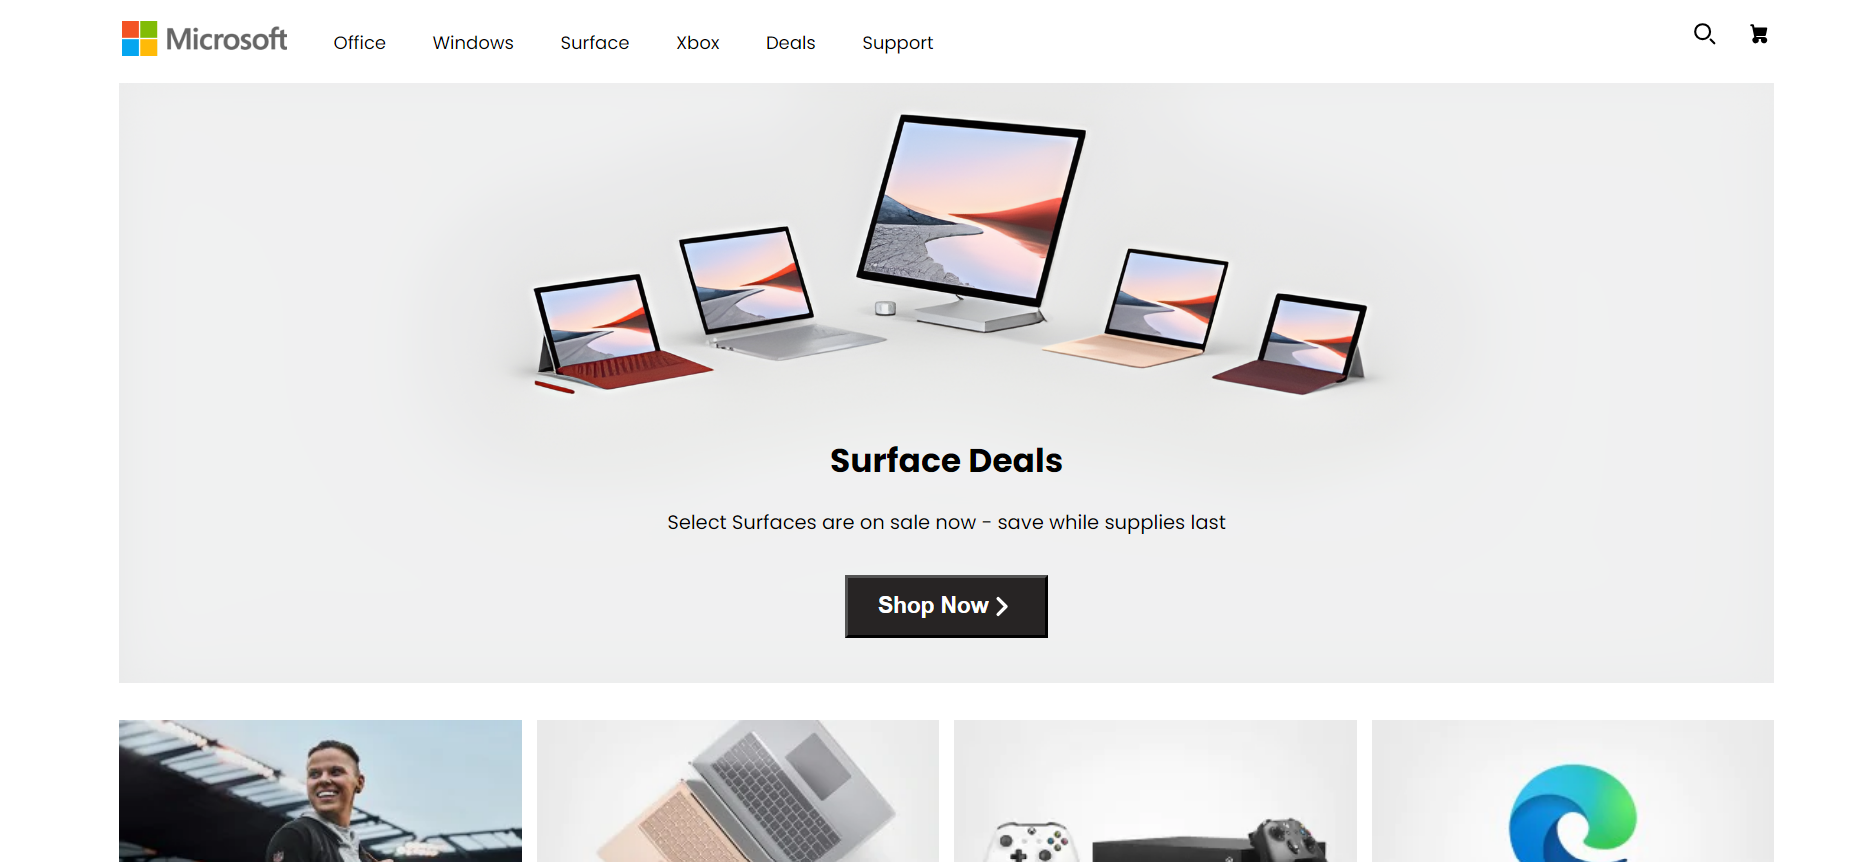 Microsoft
Office
Windows
Surface
Xbox
Deals
Support
Surface Deals
Select Surfaces are on sale now - save while supplies last
Shop Now